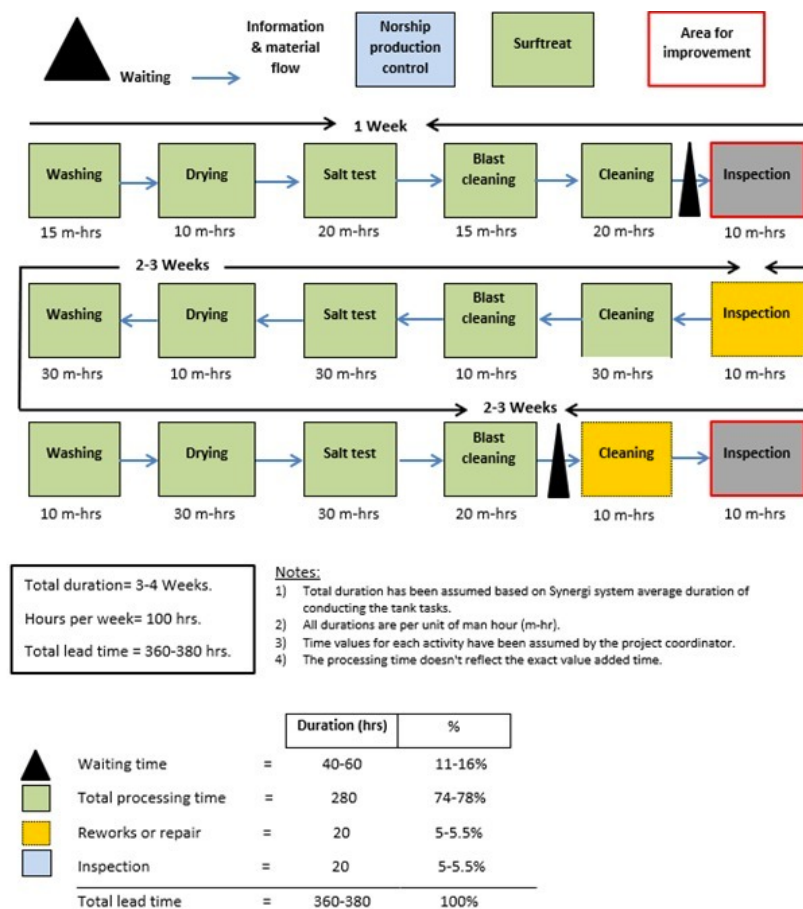 Waiting
Information
& material
flow
Norship
production
control
Surftreat
Area for
improvement
1 Week
Washing
Drying
Salt test
Blast
cleaning
Cleaning
Inspection
15 m-hrs
10 m-hrs
20 m-hrs
15 m-hrs
20 m-hrs
10 m-hrs
2-3 Weeks
Washing
Drying
Salt test
Blast
cleaning
Cleaning
Inspection
30 m-hrs
10 m-hrs
30 m-hrs
10 m-hrs
30 m-hrs
10 m-hrs
2-3 Weeks
Washing
Drying
Salt test
Blast
cleaning
Cleaning
Inspection
10 m-hrs
30 m-hrs
30 m-hrs
20 m-hrs
10 m-hrs
10 m-hrs
Total duration= 3-4 Weeks.
Hours per week= 100 hrs.
Total lead time = 360-380 hrs.
Notes:
1) Total duration has been assumed based on Synergi system average duration of
conducting the tank tasks.
2) All durations are per unit of man hour (m-hr).
3) Time values for each activity have been assumed by the project coordinator.
4) The processing time doesn't reflect the exact value added time.
Duration (hrs) %
Waiting time = 40-60 11-16%
Total processing time = 280 74-78%
Reworks or repair = 20 5-5.5%
Inspection = 20 5-5.5%
Total lead time = 360-380 100%